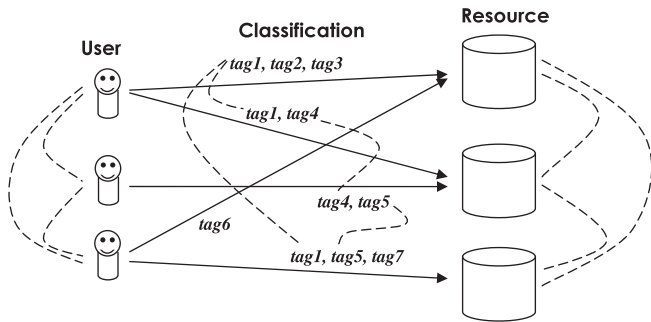 Resource
Classification
User
tag1, tag2, tag3
tag1, tag4
tag4, tag5
tag6
tag1, tag5, tag7